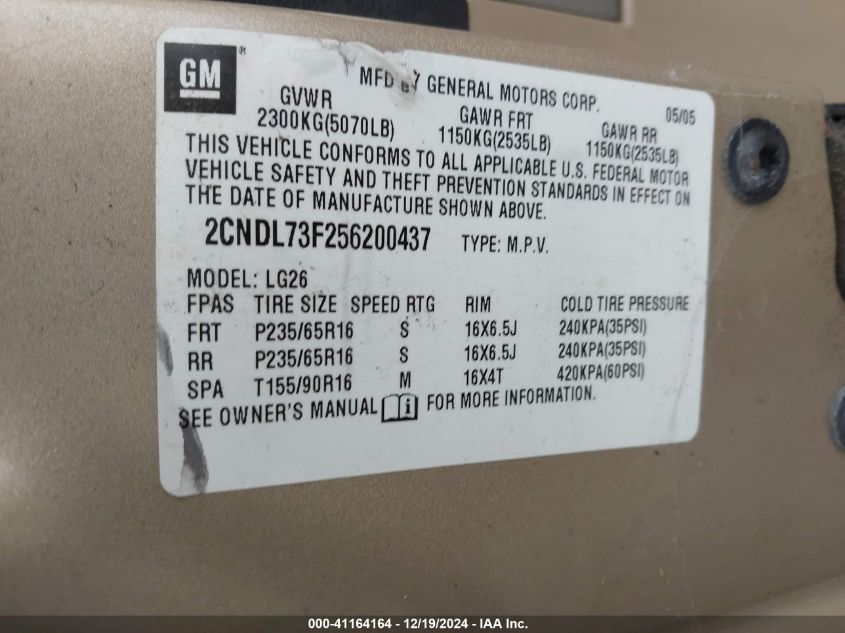 GM ® MFD BY GENERAL MOTORS CORP. 05/05
GVWR GAWR FRT GAWR RR
2300KG(5070LB) 1150KG(2535LB) 1150KG(2535LB)
THIS VEHICLE CONFORMS TO ALL APPLICABLE U.S. FEDERAL MOTOR
VEHICLE SAFETY AND THEFT PREVENTION STANDARDS IN EFFECT ON
THE DATE OF MANUFACTURE SHOWN ABOVE.
2CNDL73F256200437 TYPE: M.P.V.
MODEL: LG26
FPAS TIRE SIZE SPEED RTG RIM COLD TIRE PRESSURE
FRT P235/65R16 S 16X6.5J 240KPA(35PSI)
RR P235/65R16 S 16X6.5J 240KPA(35PSI)
SPA T155/90R16 M 16X4T 420KPA(60PSI)
SEE OWNER'S MANUAL i FOR MORE INFORMATION.
000-41164164 - 12/19/2024 - IAA Inc.